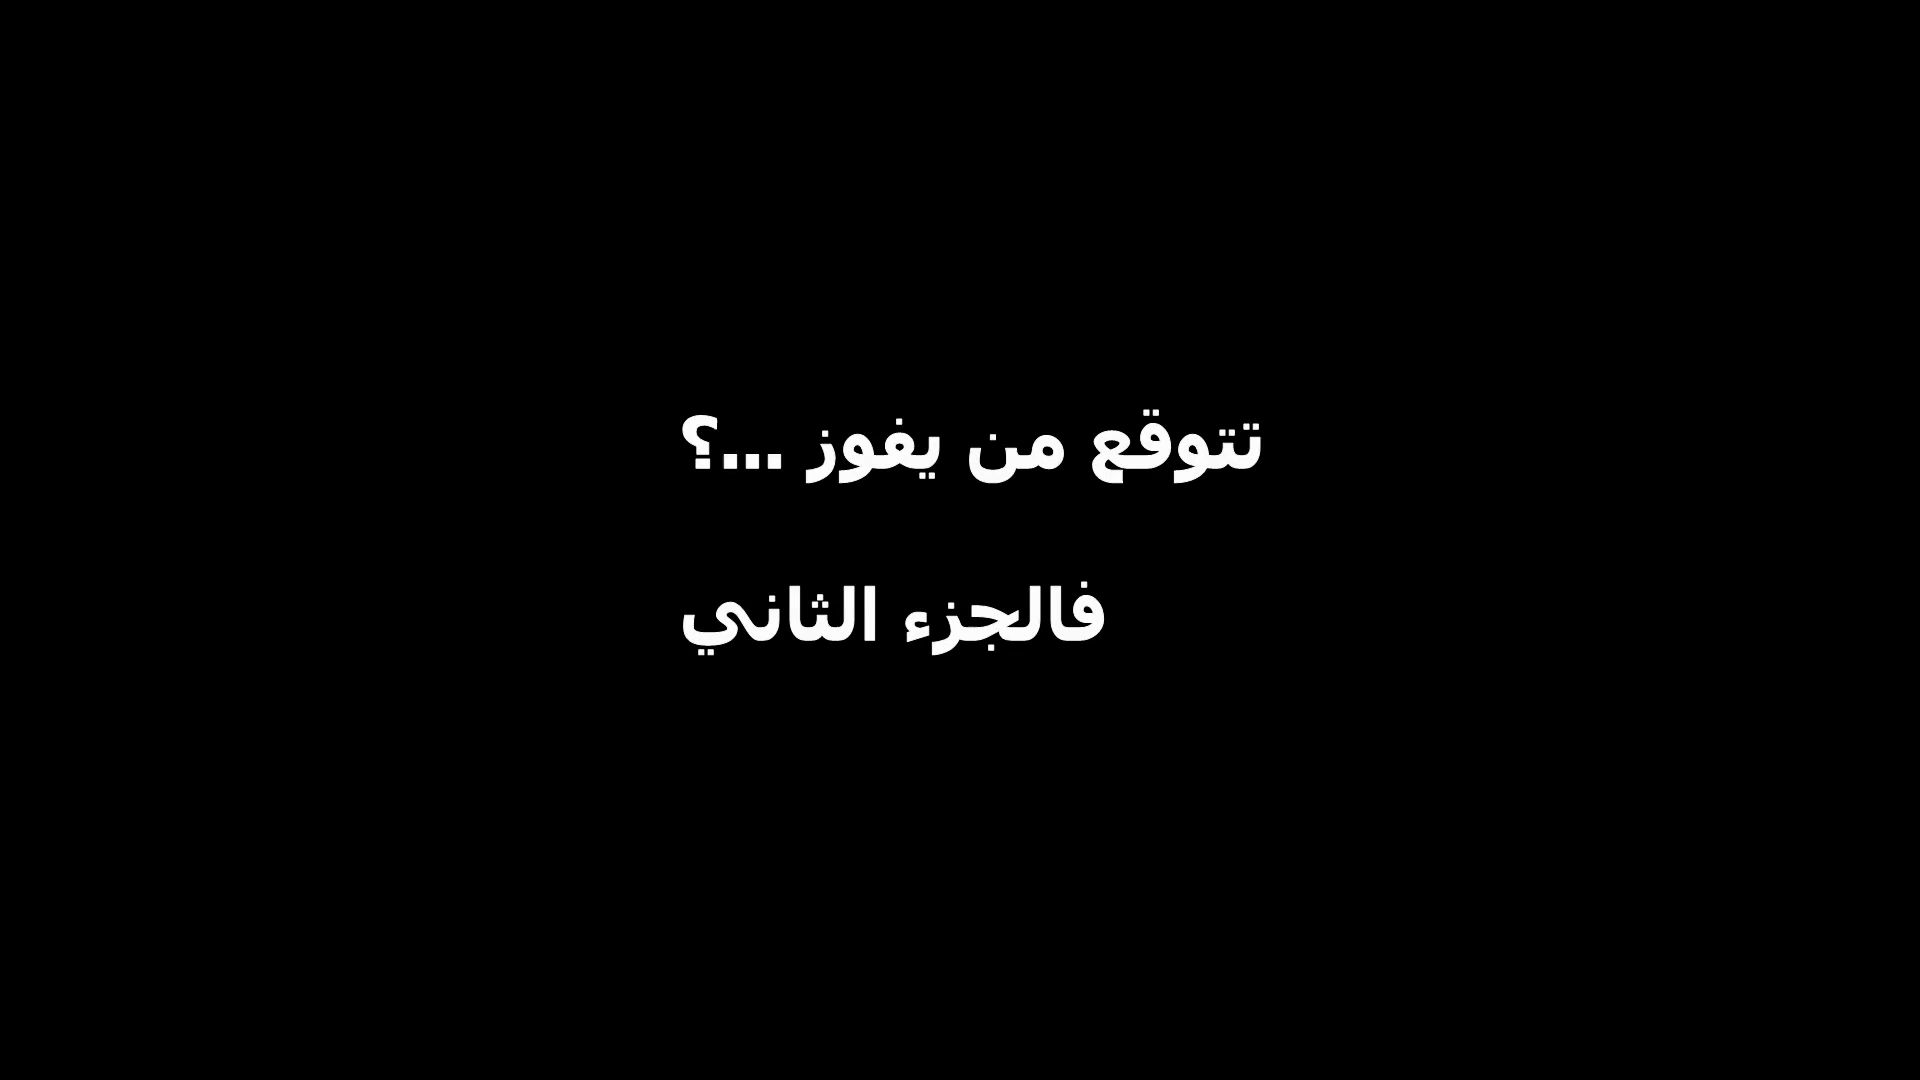 تتوقع من يفوز ...؟
فالجزء الثاني